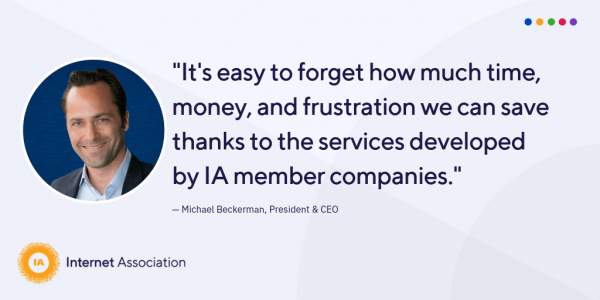 "It's easy to forget how much time,
money, and frustration we can save
thanks to the services developed
by IA member companies."
— Michael Beckerman, President & CEO
IA
Internet Association